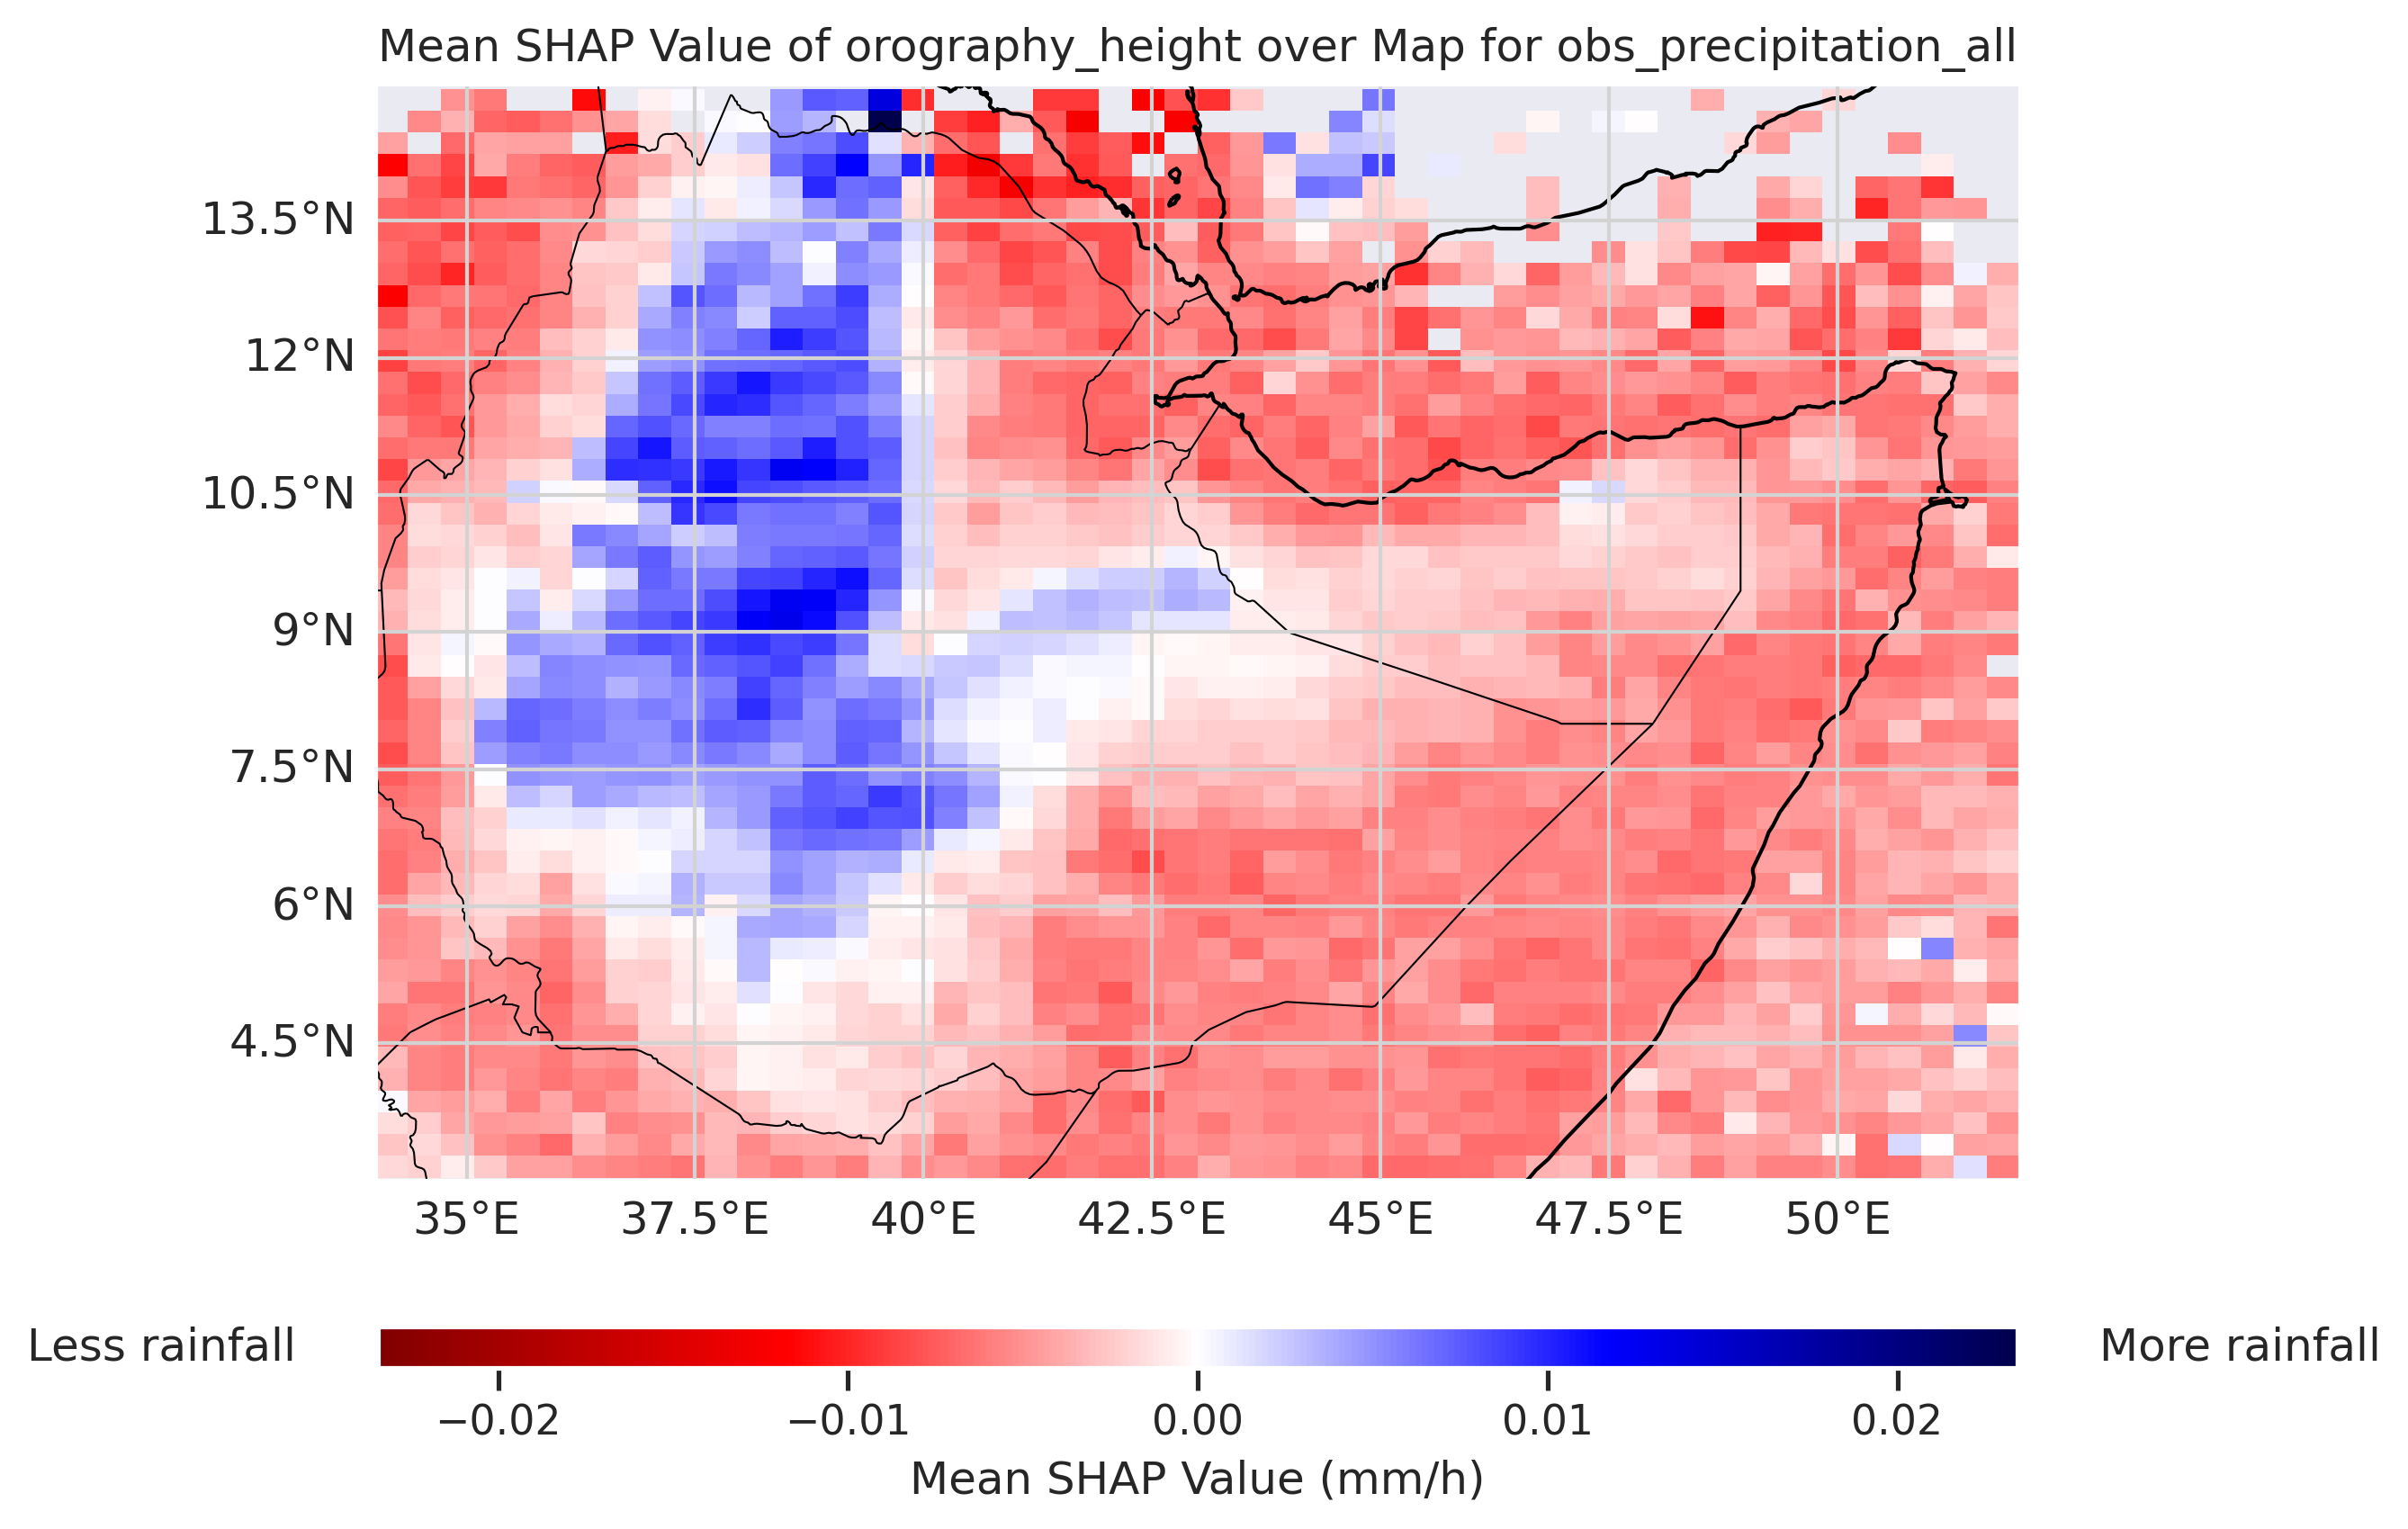 Mean SHAP Value of orography_height over Map for obs_precipitation_all
13.5°N
12°N
10.5°N
9°N
7.5°N
6°N
4.5°N
35°E 37.5°E 40°E 42.5°E 45°E 47.5°E 50°E
Less rainfall More rainfall
−0.02 −0.01 0.00 0.01 0.02
Mean SHAP Value (mm/h)